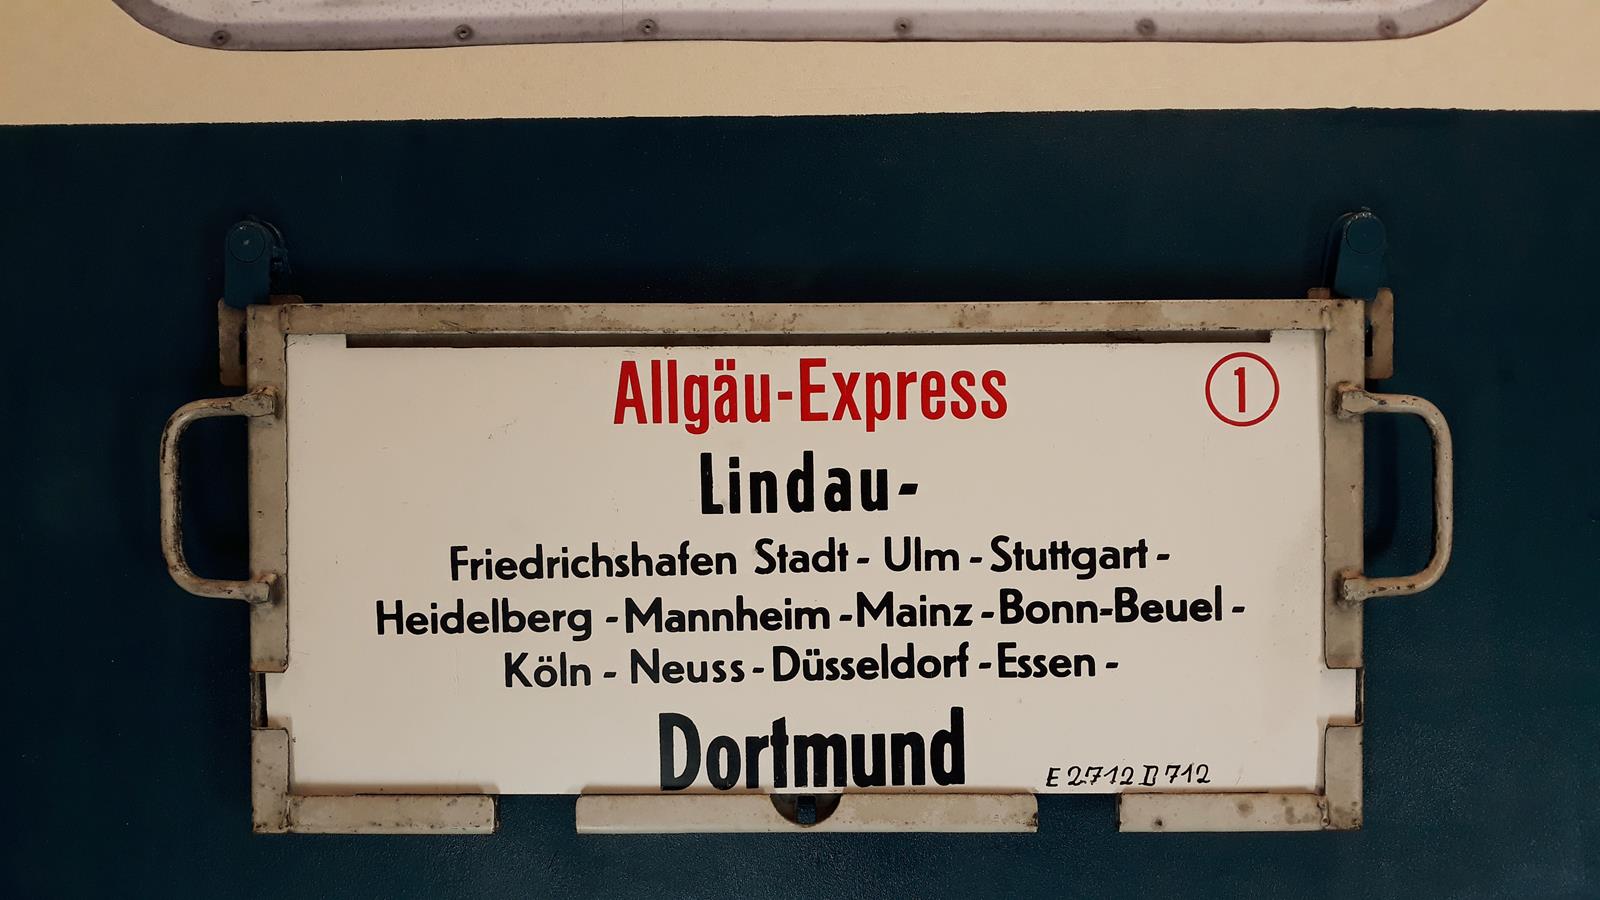 Allgäu-Express
1
Lindau-
Friedrichshafen Stadt - Ulm - Stuttgart -
Heidelberg - Mannheim - Mainz - Bonn-Beuel -
Köln - Neuss - Düsseldorf - Essen -
Dortmund
E 2712 D 712